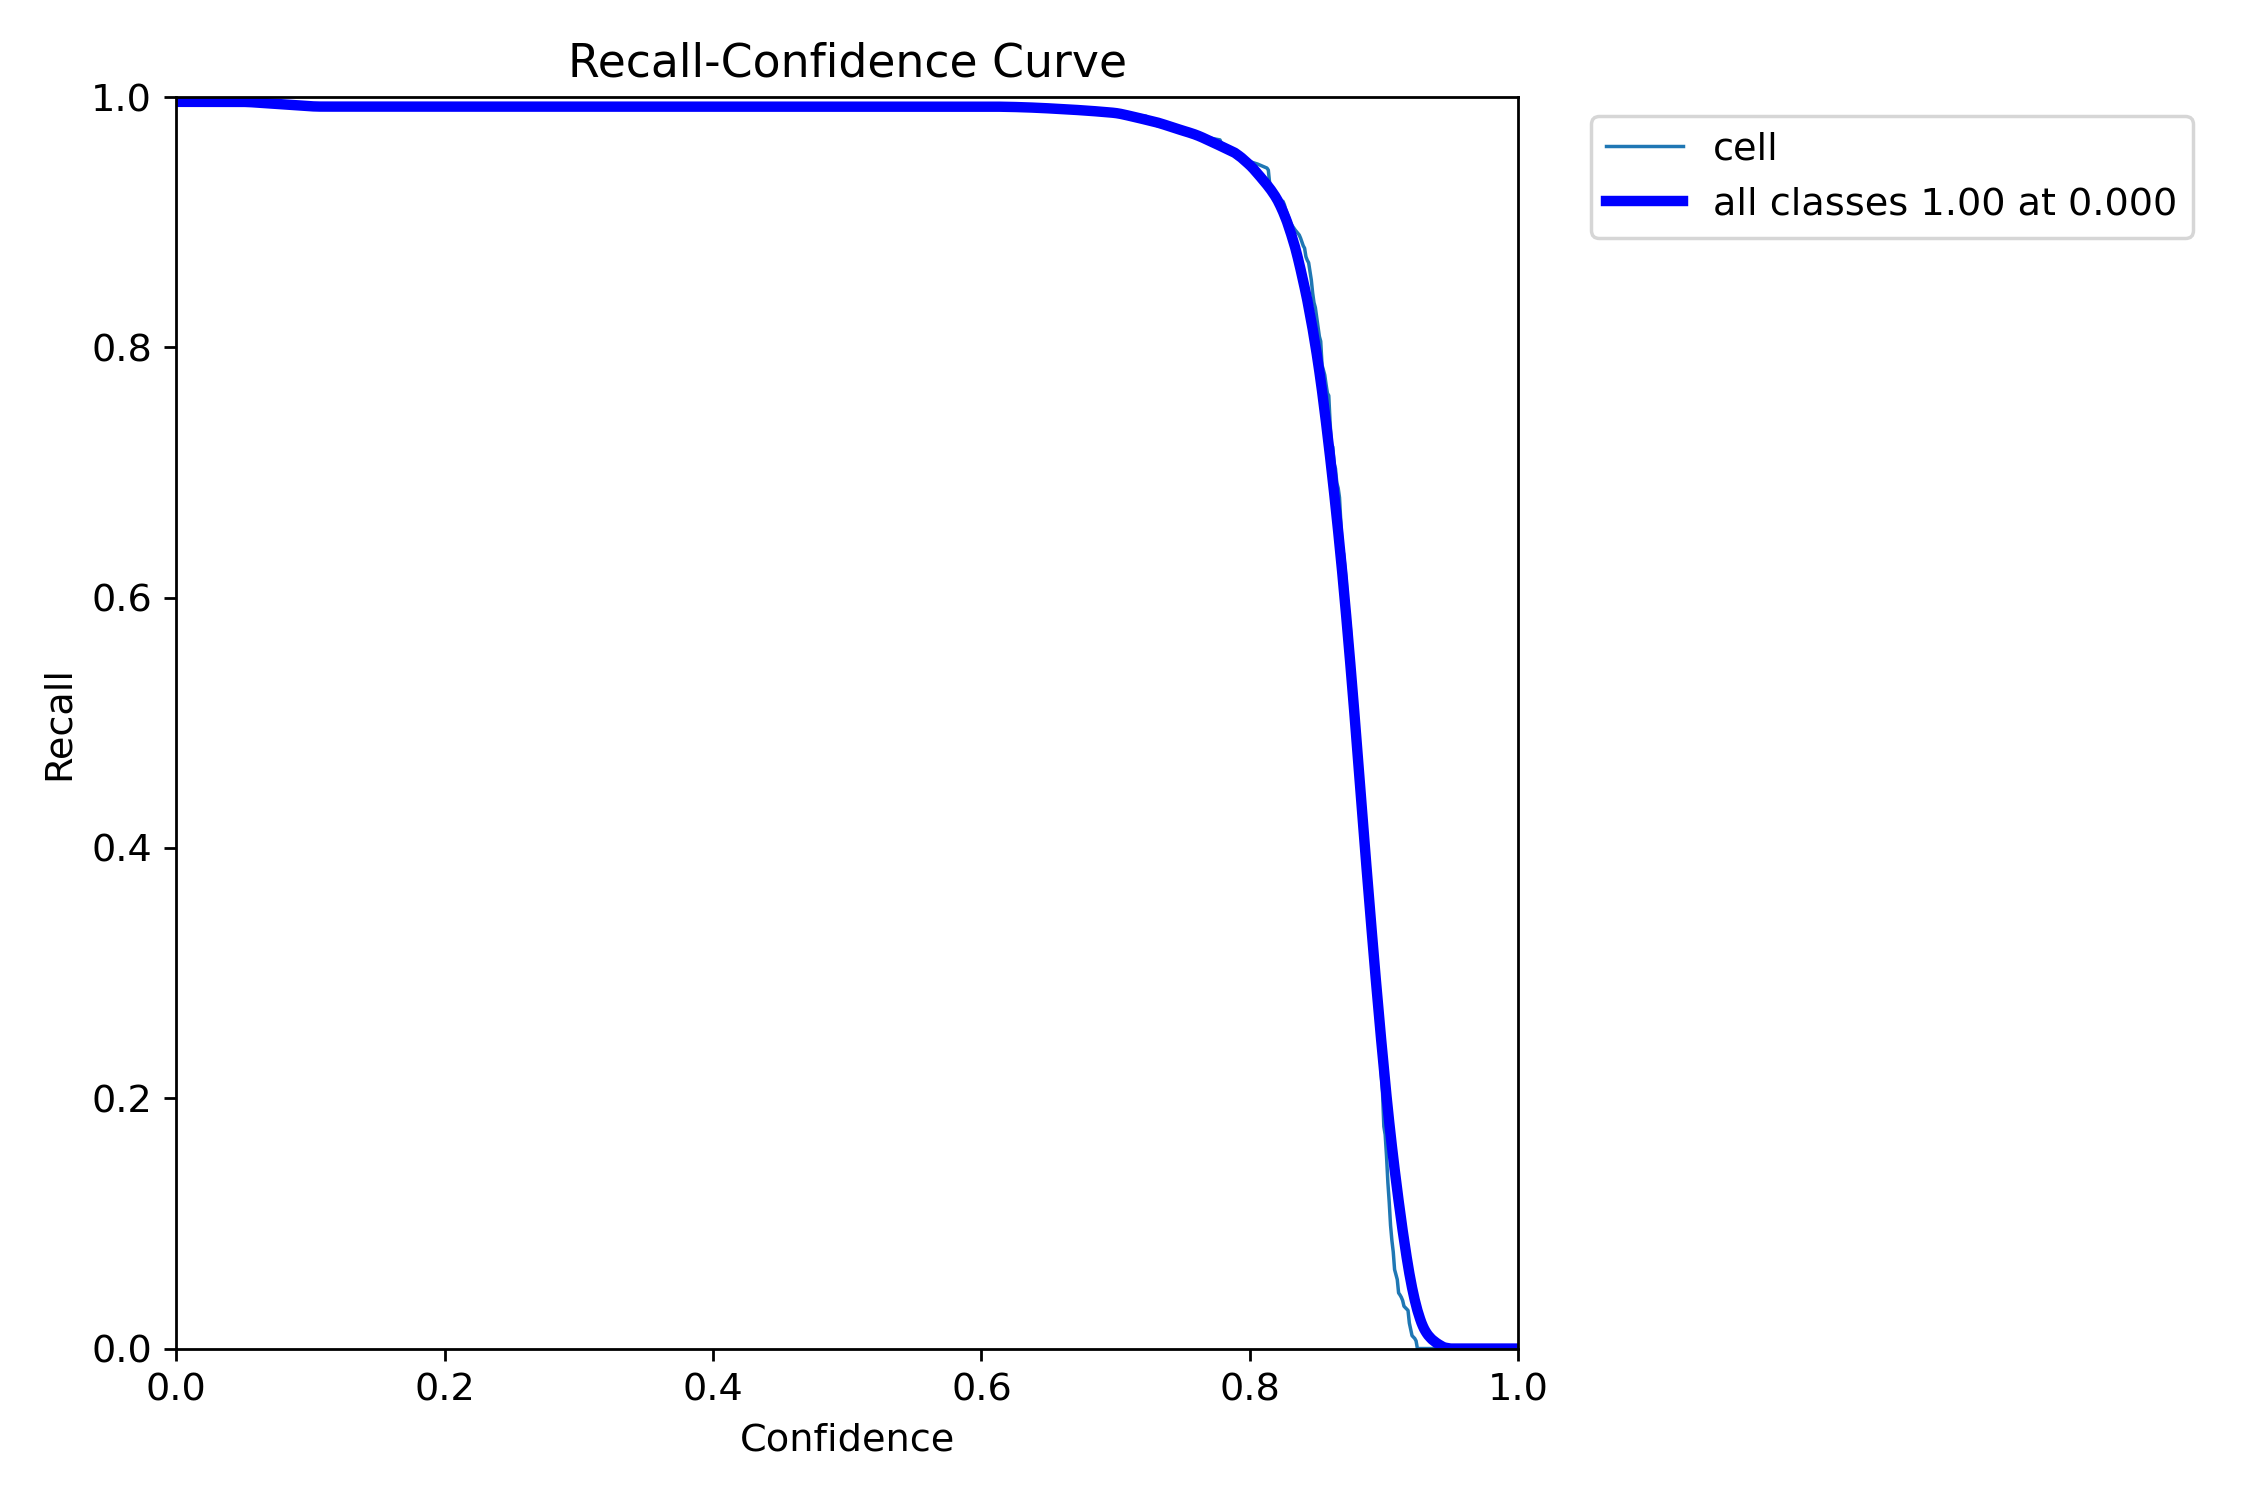 Recall-Confidence Curve
1.0
0.8
0.6
0.4
0.2
0.0
Recall
0.0 0.2 0.4 0.6 0.8 1.0
Confidence
cell
all classes 1.00 at 0.000